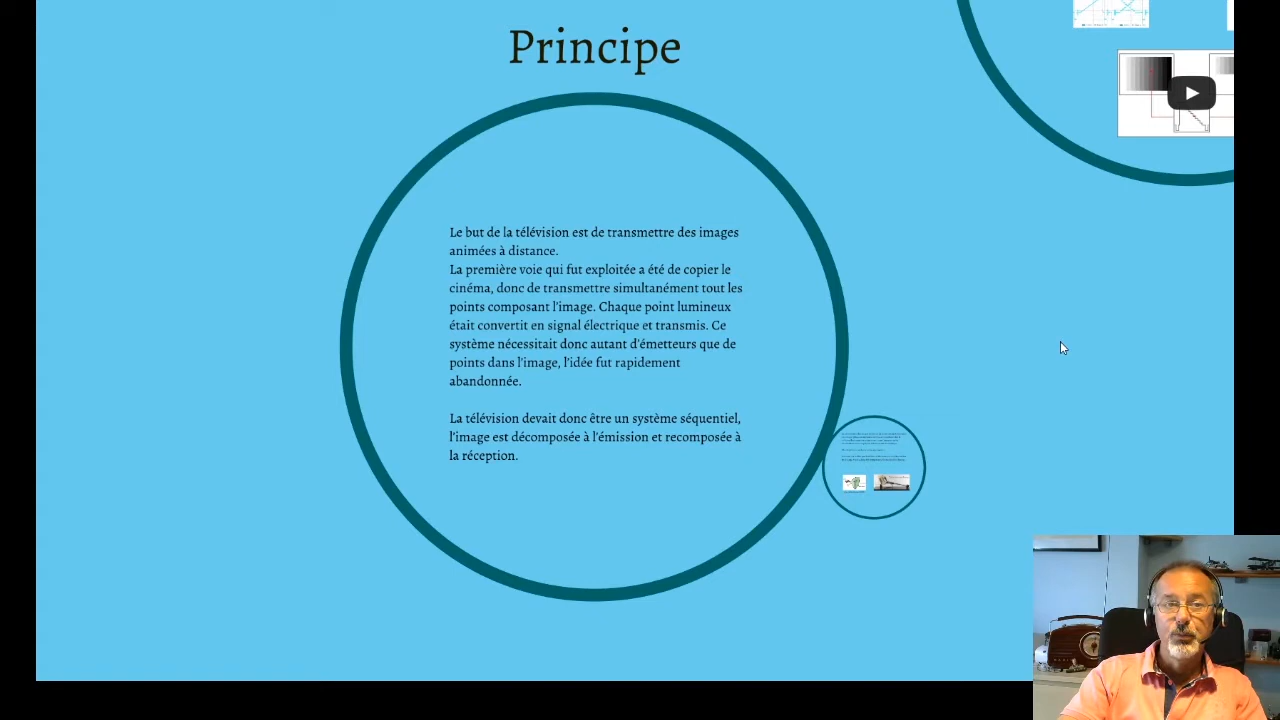 Principe
Le but de la télévision est de transmettre des images
animées à distance.
La première voie qui fut exploitée a été de copier le
cinéma, donc de transmettre simultanément tout les
points composant l'image. Chaque point lumineux
était convertit en signal électrique et transmis. Ce
système nécessitait donc autant d'émetteurs que de
points dans l'image, l'idée fut rapidement
abandonnée.
La télévision devait donc être un système séquentiel,
l'image est décomposée à l'émission et recomposée à
la réception.